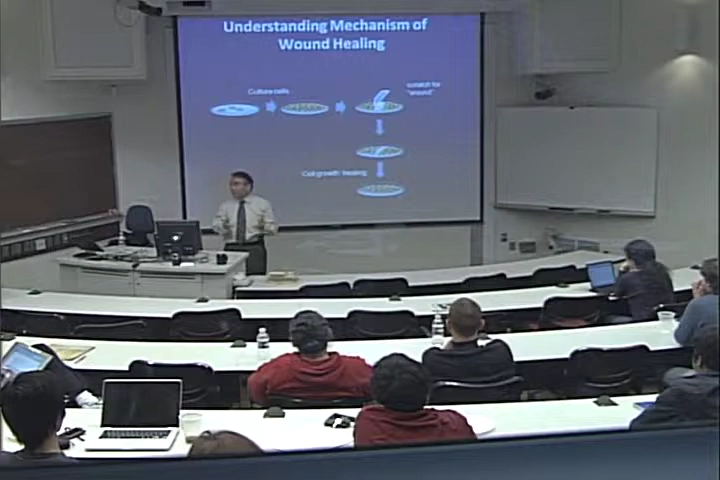 Understanding Mechanism of
Wound Healing
Culture cells
scratch for
"wound"
Cell growth healing